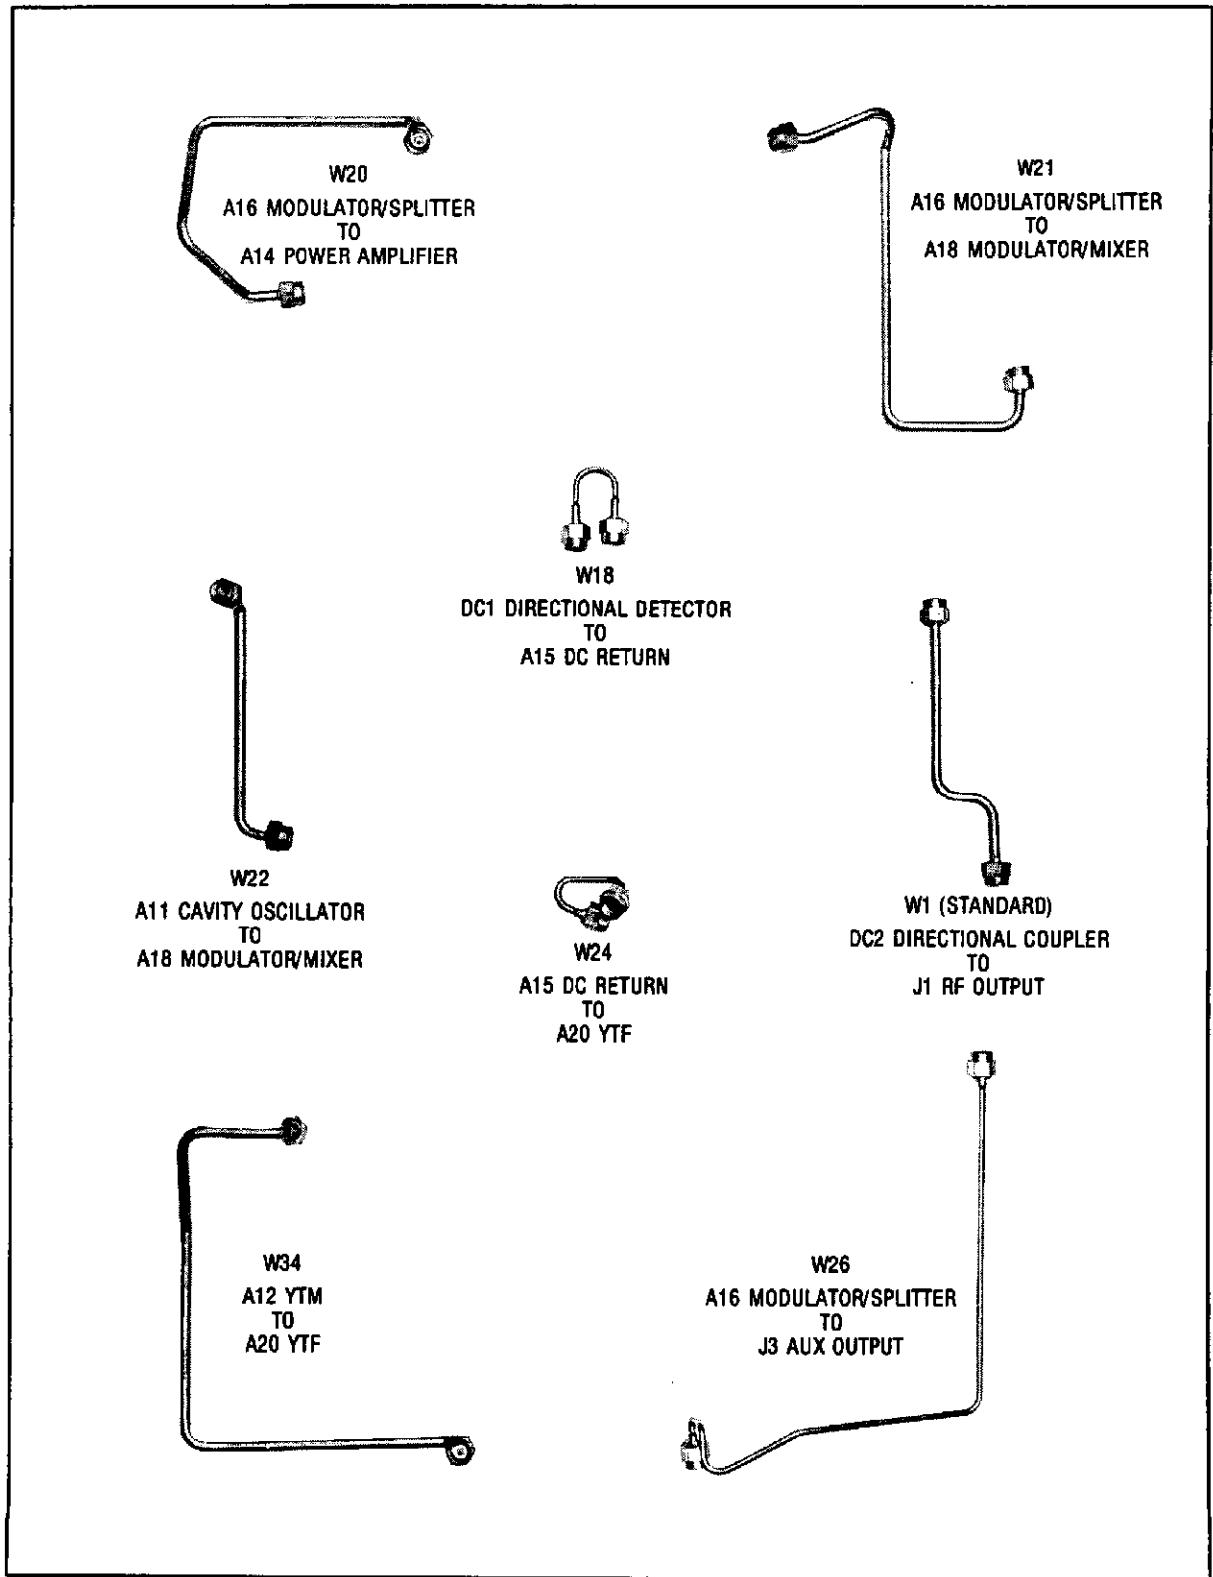 W20
A16 MODULATOR/SPLITTER
TO
A14 POWER AMPLIFIER
W21
A16 MODULATOR/SPLITTER
TO
A18 MODULATOR/MIXER
W18
DC1 DIRECTIONAL DETECTOR
TO
A15 DC RETURN
W22
A11 CAVITY OSCILLATOR
TO
A18 MODULATOR/MIXER
W24
A15 DC RETURN
TO
A20 YTF
W1 (STANDARD)
DC2 DIRECTIONAL COUPLER
TO
J1 RF OUTPUT
W34
A12 YTM
TO
A20 YTF
W26
A16 MODULATOR/SPLITTER
TO
J3 AUX OUTPUT